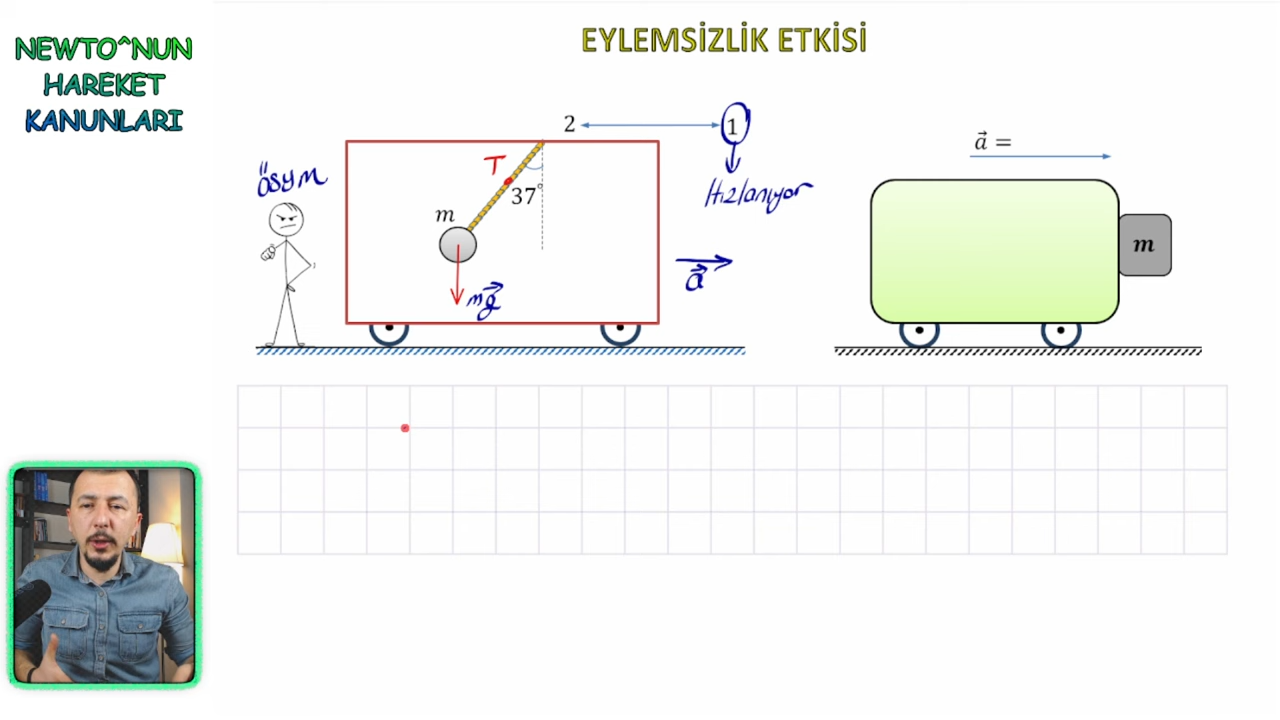 NEWTO^NUN
HAREKET
KANUNLARI
EYLEMSİZLİK ETKİSİ
ösym
2
1
Hızlanıyor
T
37°
m
mg⃗
a⃗
a⃗ =
m